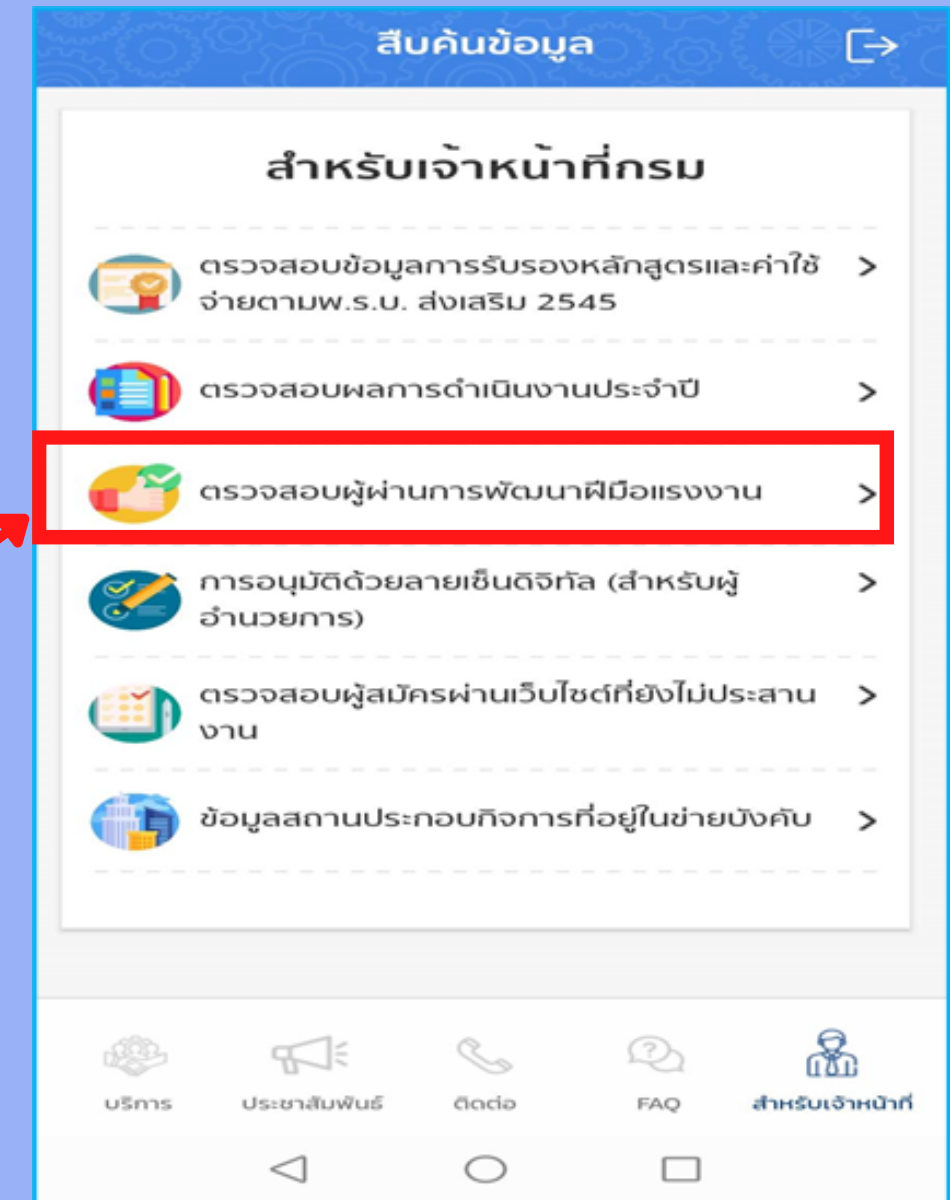 สืบค้นข้อมูล
สำหรับเจ้าหน้าที่กรม
ตรวจสอบข้อมูลการรับรองหลักสูตรและค่าใช้
จ่ายตามพ.ร.บ. ส่งเสริม 2545
ตรวจสอบผลการดำเนินงานประจำปี
ตรวจสอบผู้ผ่านการพัฒนาฝีมือแรงงาน
การอนุมัติด้วยลายเซ็นดิจิทัล (สำหรับผู้
อำนวยการ)
ตรวจสอบผู้สมัครผ่านเว็บไซต์ที่ยังไม่ประสาน
งาน
ข้อมูลสถานประกอบกิจการที่อยู่ในข่ายบังคับ
บริการ ประชาสัมพันธ์ ติดต่อ FAQ สำหรับเจ้าหน้าที่